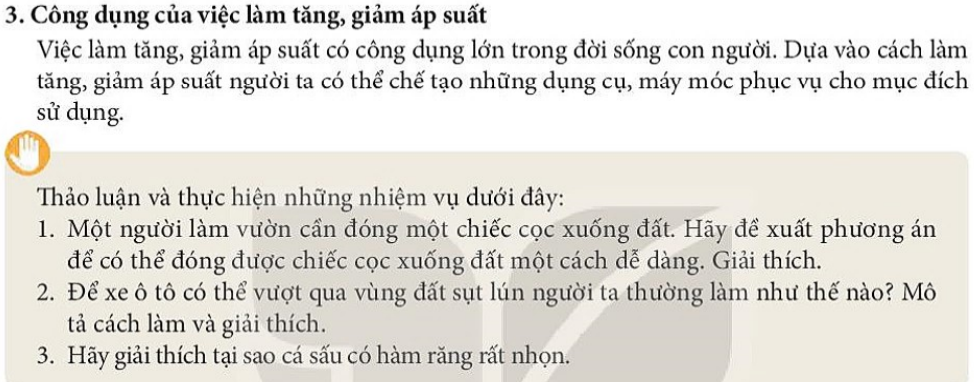 3. Công dụng của việc làm tăng, giảm áp suất
Việc làm tăng, giảm áp suất có công dụng lớn trong đời sống con người. Dựa vào cách làm
tăng, giảm áp suất người ta có thể chế tạo những dụng cụ, máy móc phục vụ cho mục đích
sử dụng.
Thảo luận và thực hiện những nhiệm vụ dưới đây:
1. Một người làm vườn cần đóng một chiếc cọc xuống đất. Hãy đề xuất phương án
để có thể đóng được chiếc cọc xuống đất một cách dễ dàng. Giải thích.
2. Để xe ô tô có thể vượt qua vùng đất sụt lún người ta thường làm như thế nào? Mô
tả cách làm và giải thích.
3. Hãy giải thích tại sao cá sấu có hàm răng rất nhọn.